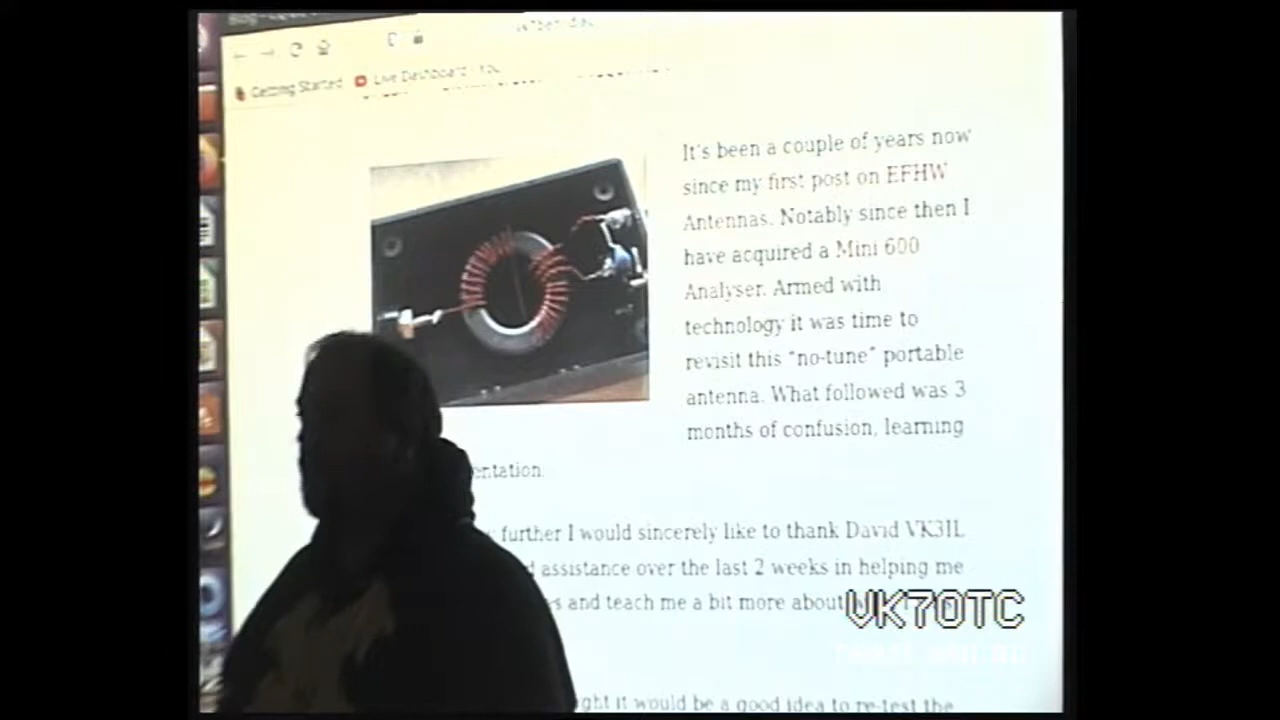 Getting Started Live Dashboard - You
It's been a couple of years now
since my first post on EFHW
Antennas. Notably since then I
have acquired a Mini 600
Analyser. Armed with
technology it was time to
revisit this "no-tune" portable
antenna. What followed was 3
months of confusion, learning
entation.
further I would sincerely like to thank David VK3IL
assistance over the last 2 weeks in helping me
and teach me a bit more about
VK7OTC
ght it would be a good idea to re-test the